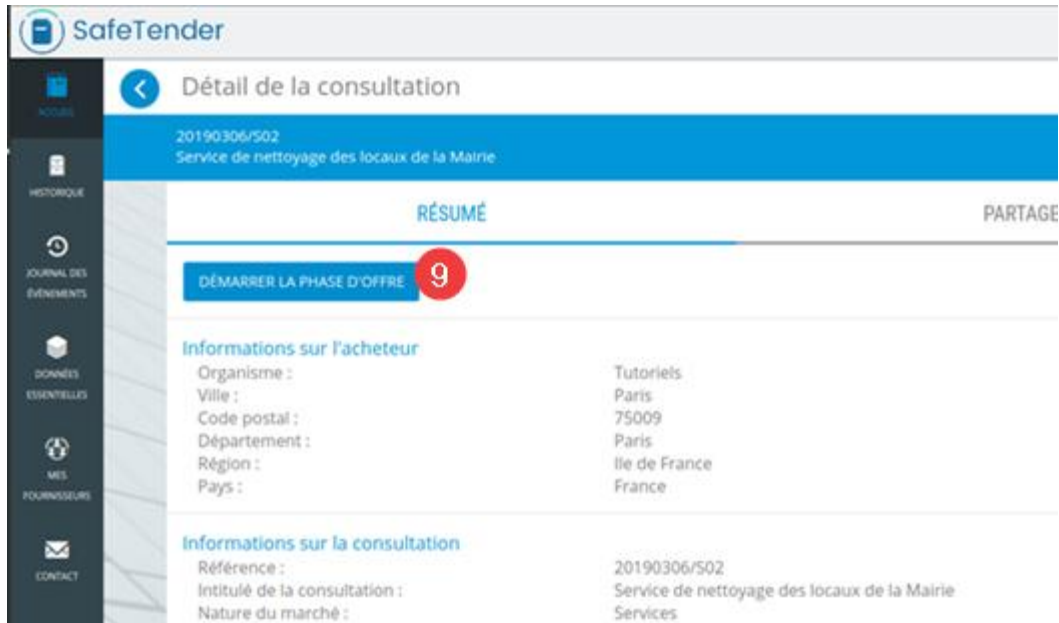 SafeTender
ACCUEIL
HISTORIQUE
JOURNAL DES
ÉVÉNEMENTS
DONNÉES
ESSENTIELLES
MES
FOURNISSEURS
CONTACT
Détail de la consultation
20190306/S02
Service de nettoyage des locaux de la Mairie
RÉSUMÉ
PARTAGE
DÉMARRER LA PHASE D'OFFRE
9
Informations sur l'acheteur
Organisme : Tutoriels
Ville : Paris
Code postal : 75009
Département : Paris
Région : Ile de France
Pays : France
Informations sur la consultation
Référence : 20190306/S02
Intitulé de la consultation : Service de nettoyage des locaux de la Mairie
Nature du marché : Services